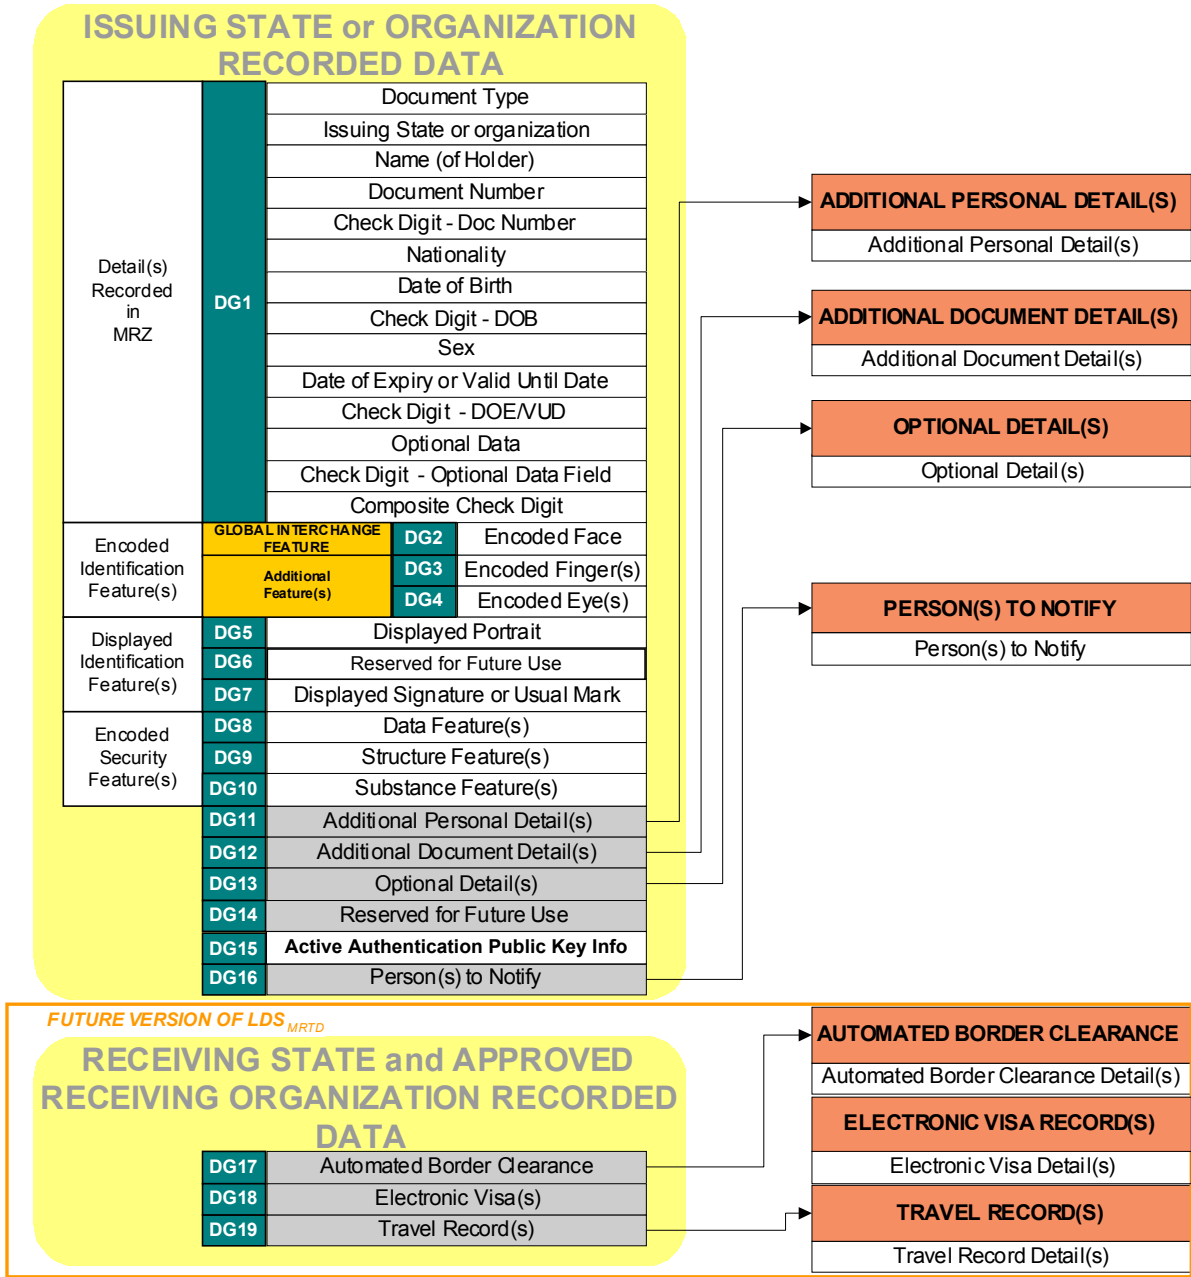 ISSUING STATE or ORGANIZATION
RECORDED DATA
Detail(s)
Recorded
in
MRZ
DG1
Document Type
Issuing State or organization
Name (of Holder)
Document Number
Check Digit - Doc Number
Nationality
Date of Birth
Check Digit - DOB
Sex
Date of Expiry or Valid Until Date
Check Digit - DOE/VUD
Optional Data
Check Digit - Optional Data Field
Composite Check Digit
Encoded
Identification
Feature(s)
GLOBAL INTERCHANGE
FEATURE
DG2 Encoded Face
Additional
Feature(s)
DG3 Encoded Finger(s)
DG4 Encoded Eye(s)
Displayed
Identification
Feature(s)
DG5 Displayed Portrait
DG6 Reserved for Future Use
DG7 Displayed Signature or Usual Mark
Encoded
Security
Feature(s)
DG8 Data Feature(s)
DG9 Structure Feature(s)
DG10 Substance Feature(s)
DG11 Additional Personal Detail(s)
DG12 Additional Document Detail(s)
DG13 Optional Detail(s)
DG14 Reserved for Future Use
DG15 Active Authentication Public Key Info
DG16 Person(s) to Notify
ADDITIONAL PERSONAL DETAIL(S)
Additional Personal Detail(s)
ADDITIONAL DOCUMENT DETAIL(S)
Additional Document Detail(s)
OPTIONAL DETAIL(S)
Optional Detail(s)
PERSON(S) TO NOTIFY
Person(s) to Notify
FUTURE VERSION OF LDS MRTD
RECEIVING STATE and APPROVED
RECEIVING ORGANIZATION RECORDED
DATA
DG17 Automated Border Clearance
DG18 Electronic Visa(s)
DG19 Travel Record(s)
AUTOMATED BORDER CLEARANCE
Automated Border Clearance Detail(s)
ELECTRONIC VISA RECORD(S)
Electronic Visa Detail(s)
TRAVEL RECORD(S)
Travel Record Detail(s)